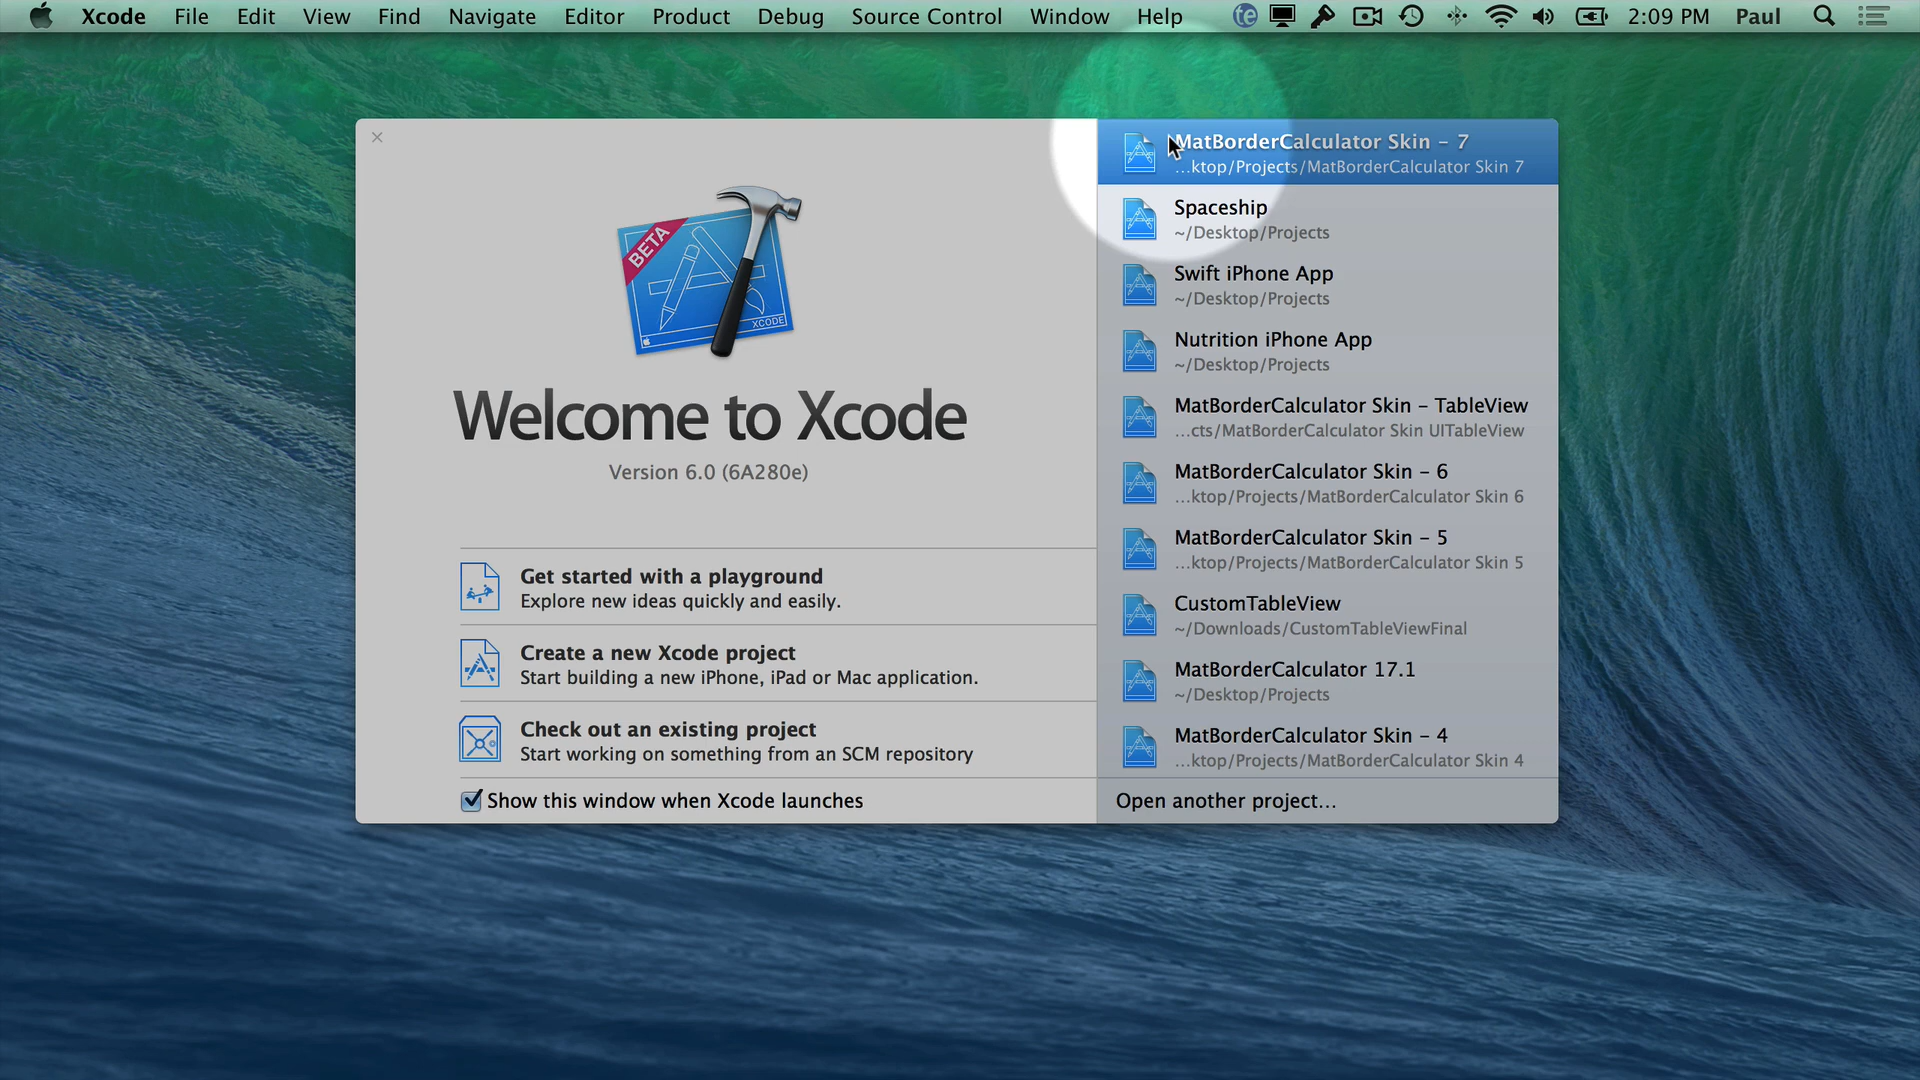 Xcode File Edit View Find Navigate Editor Product Debug Source Control Window Help te 2:09 PM Paul
BETA
XCODE
Welcome to Xcode
Version 6.0 (6A280e)
Get started with a playground
Explore new ideas quickly and easily.
Create a new Xcode project
Start building a new iPhone, iPad or Mac application.
Check out an existing project
Start working on something from an SCM repository
Show this window when Xcode launches
MatBorderCalculator Skin – 7
...ktop/Projects/MatBorderCalculator Skin 7
Spaceship
~/Desktop/Projects
Swift iPhone App
~/Desktop/Projects
Nutrition iPhone App
~/Desktop/Projects
MatBorderCalculator Skin – TableView
...cts/MatBorderCalculator Skin UITableView
MatBorderCalculator Skin – 6
...ktop/Projects/MatBorderCalculator Skin 6
MatBorderCalculator Skin – 5
...ktop/Projects/MatBorderCalculator Skin 5
CustomTableView
~/Downloads/CustomTableViewFinal
MatBorderCalculator 17.1
~/Desktop/Projects
MatBorderCalculator Skin – 4
...ktop/Projects/MatBorderCalculator Skin 4
Open another project...